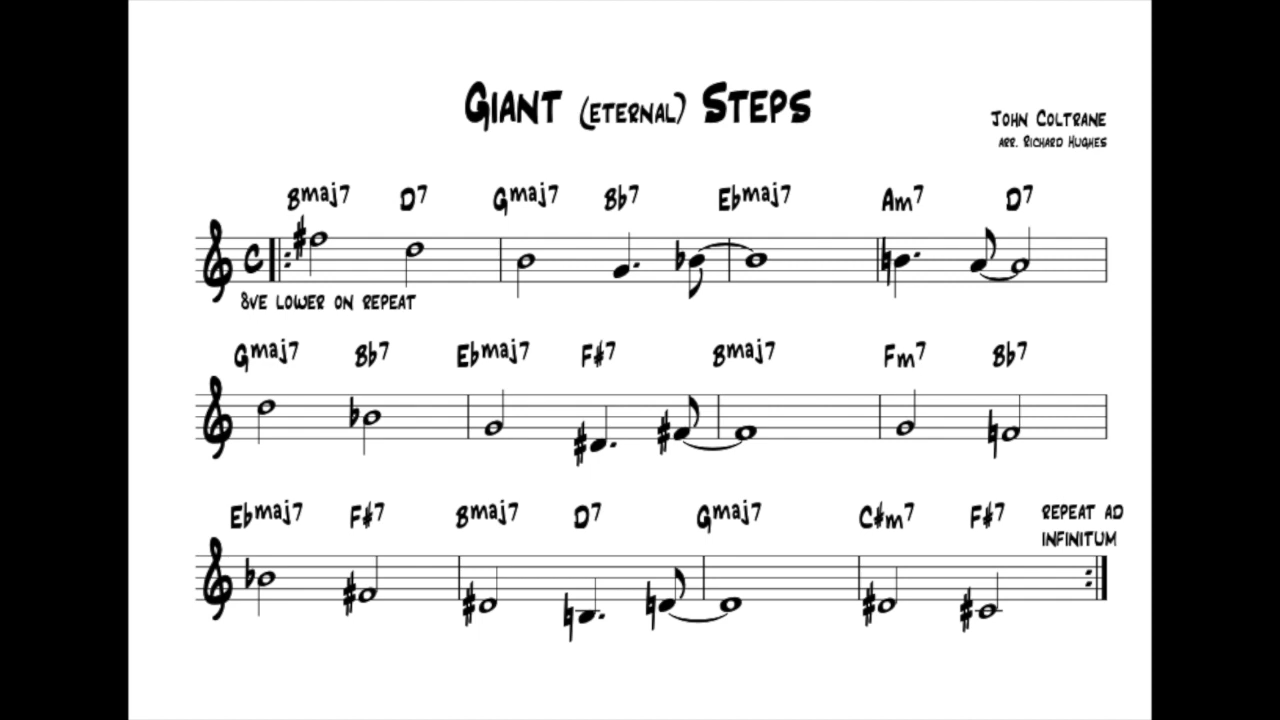 GIANT (ETERNAL) STEPS
JOHN COLTRANE
ARR. RICHARD HUGHES
Bmaj7 D7 Gmaj7 Bb7 Ebmaj7 Am7 D7
8VE LOWER ON REPEAT
Gmaj7 Bb7 Ebmaj7 F#7 Bmaj7 Fm7 Bb7
Ebmaj7 F#7 Bmaj7 D7 Gmaj7 C#m7 F#7
REPEAT AD
INFINITUM